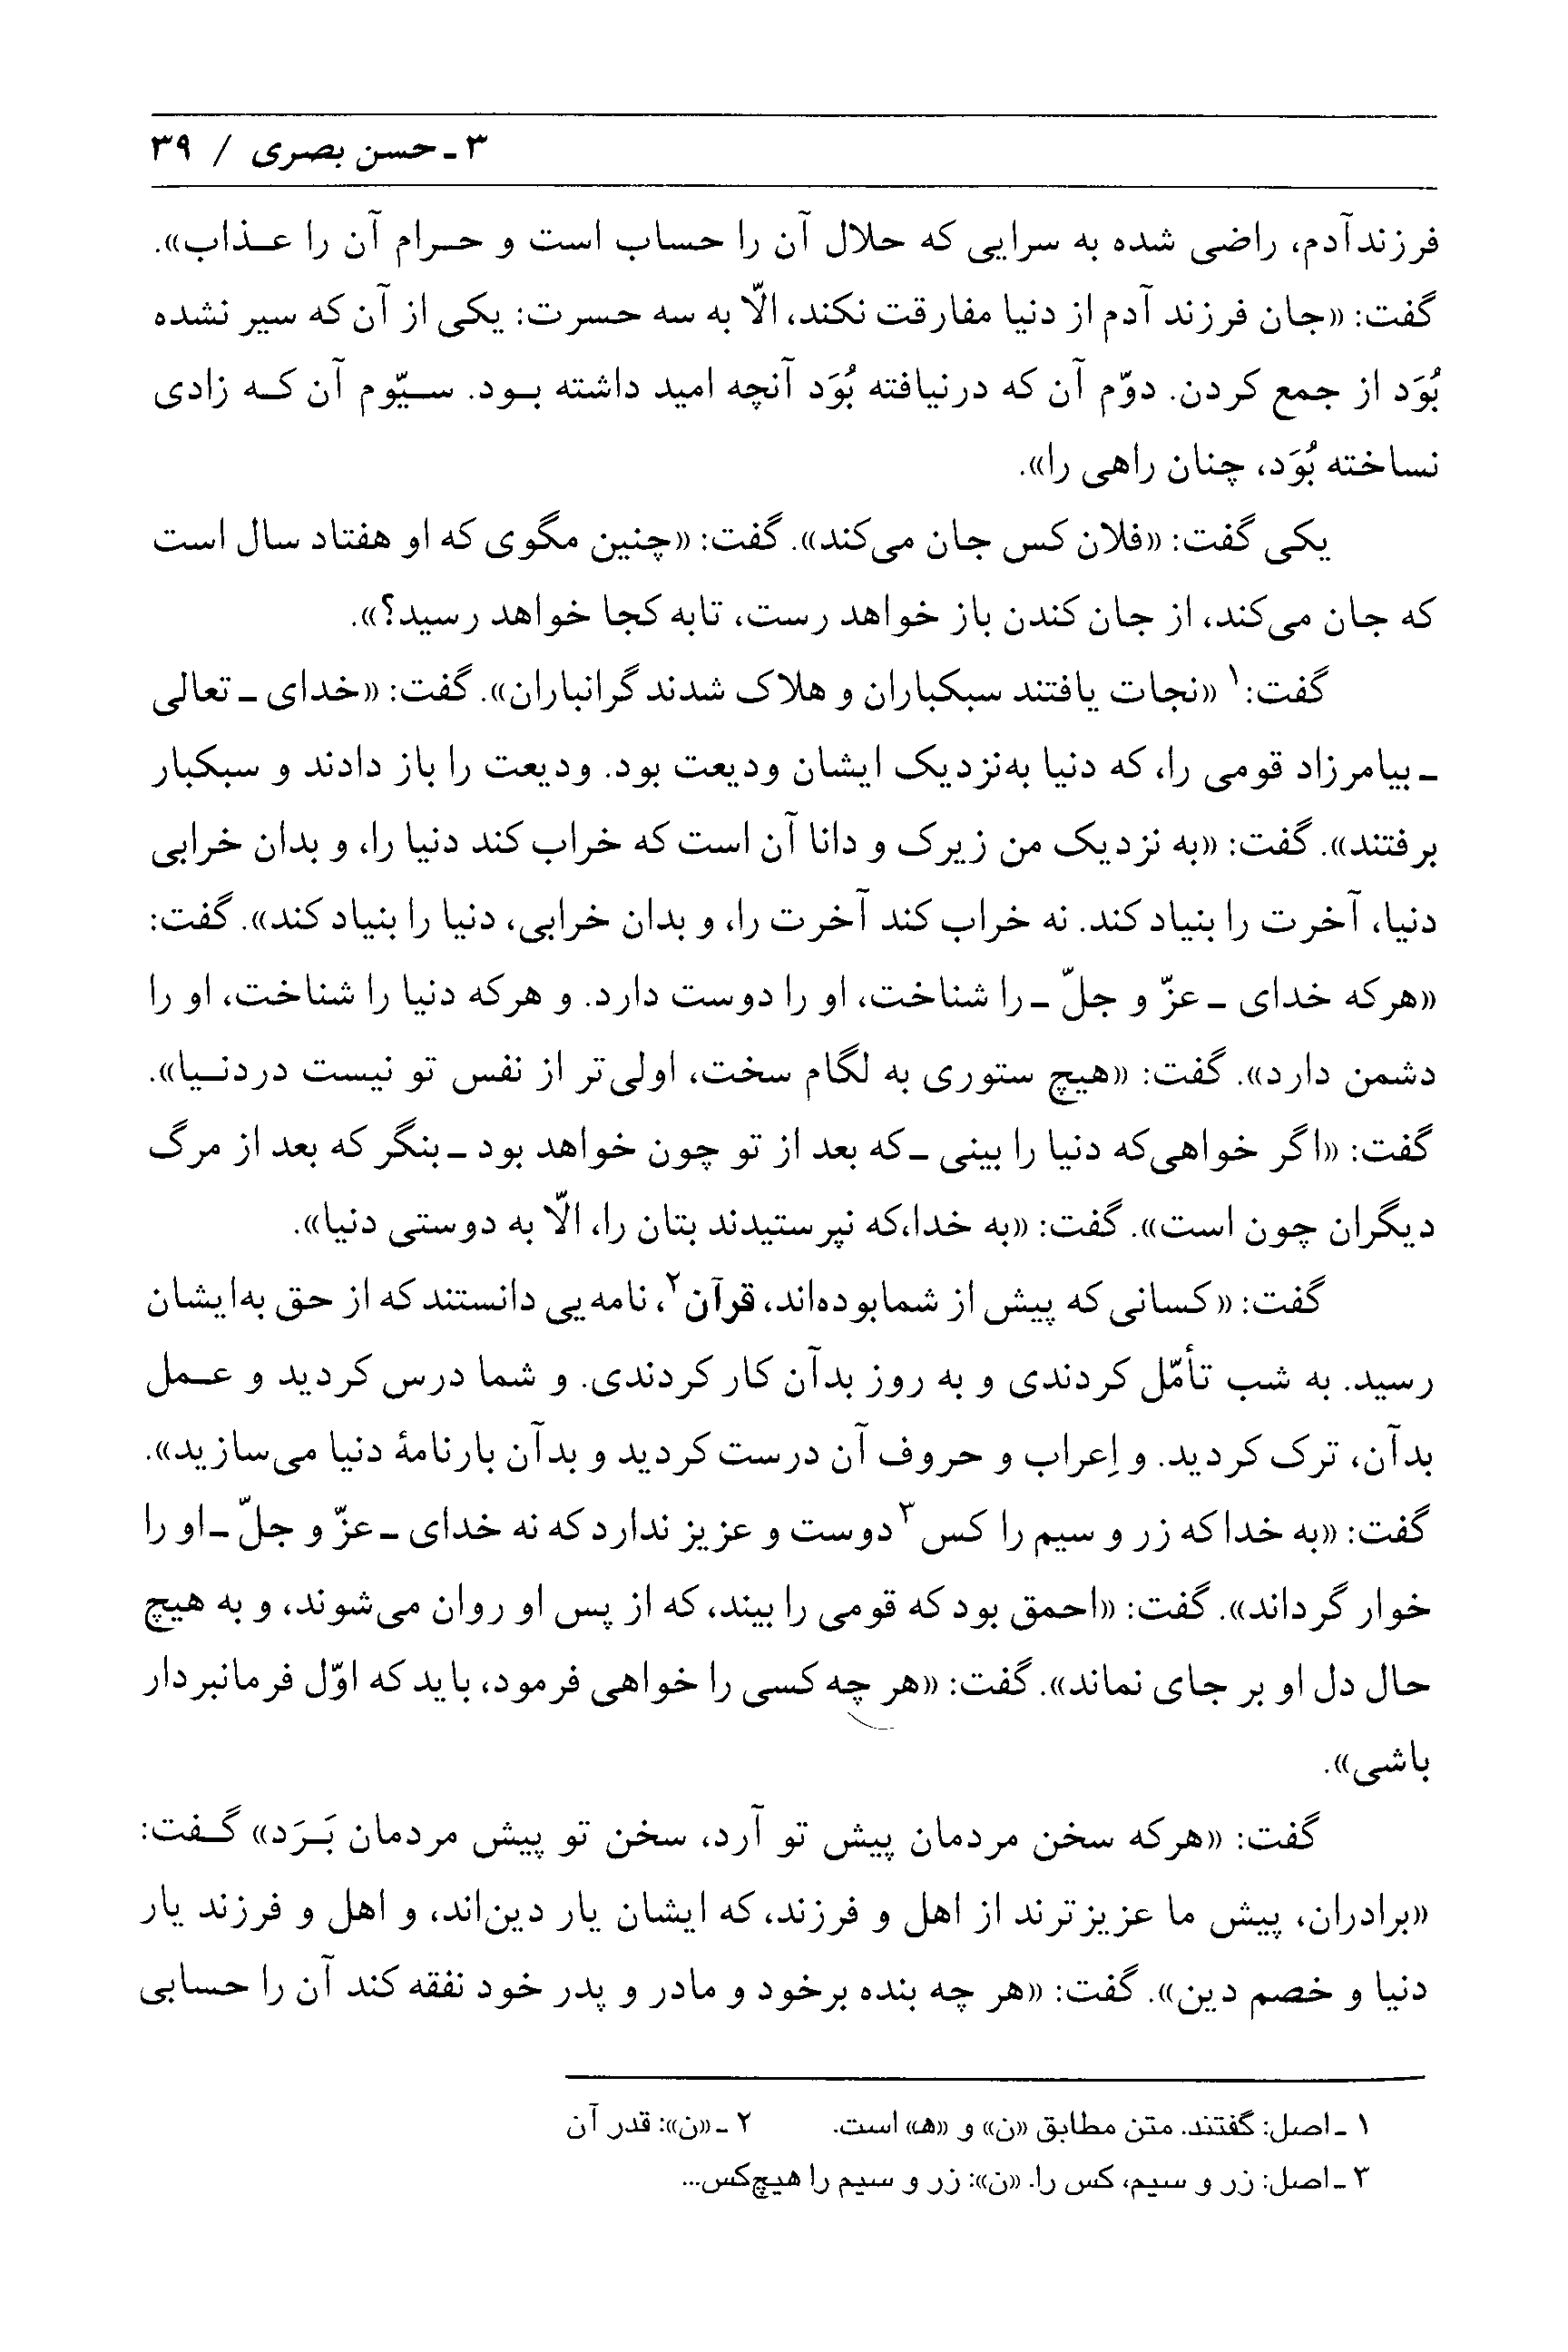 ۳ ـ حسن بصری / ۳۹
فرزندآدم، راضی شده به سرایی که حلال آن را حساب است و حرام آن را عذاب».
گفت: «جان فرزند آدم از دنیا مفارقت نکند، الّا به سه حسرت: یکی از آن که سیر نشده
بُوَد از جمع کردن. دوّم آن که درنیافته بُوَد آنچه امید داشته بود. سیّوم آن که زادی
نساخته بُوَد، چنان راهی را».
یکی گفت: «فلان کس جان می‌کند». گفت: «چنین مگوی که او هفتاد سال است
که جان می‌کند، از جان کندن باز خواهد رست، تابه کجا خواهد رسید؟».
گفت:۱ «نجات یافتند سبکباران و هلاک شدند گرانباران». گفت: «خدای ـ تعالی
ـ بیامرزاد قومی را، که دنیا به‌نزدیک ایشان ودیعت بود. ودیعت را باز دادند و سبکبار
برفتند». گفت: «به نزدیک من زیرک و دانا آن است که خراب کند دنیا را، و بدان خرابی
دنیا، آخرت را بنیاد کند. نه خراب کند آخرت را، و بدان خرابی، دنیا را بنیاد کند». گفت:
«هرکه خدای ـ عزّ و جلّ ـ را شناخت، او را دوست دارد. و هرکه دنیا را شناخت، او را
دشمن دارد». گفت: «هیچ ستوری به لگام سخت، اولی‌تر از نفس تو نیست دردنیا».
گفت: «اگر خواهی‌که دنیا را بینی ـ که بعد از تو چون خواهد بود ـ بنگر که بعد از مرگ
دیگران چون است». گفت: «به خدا،که نپرستیدند بتان را، الّا به دوستی دنیا».
گفت: «کسانی که پیش از شمابوده‌اند، قرآن۲، نامه یی دانستند که از حق به‌ایشان
رسید. به شب تأمّل کردندی و به روز بدآن کار کردندی. و شما درس کردید و عمل
بدآن، ترک کردید. و اِعراب و حروف آن درست کردید و بدآن بارنامهٔ دنیا می‌سازید».
گفت: «به خدا که زر و سیم را کس۳ دوست و عزیز ندارد که نه خدای ـ عزّ و جلّ ـ او را
خوار گرداند». گفت: «احمق بود که قومی را بیند، که از پس او روان می‌شوند، و به هیچ
حال دل او بر جای نماند». گفت: «هر چه کسی را خواهی فرمود، باید که اوّل فرمانبردار
باشی».
گفت: «هرکه سخن مردمان پیش تو آرد، سخن تو پیش مردمان بَرَد» گفت:
«برادران، پیش ما عزیزترند از اهل و فرزند، که ایشان یار دین‌اند، و اهل و فرزند یار
دنیا و خصم دین». گفت: «هر چه بنده برخود و مادر و پدر خود نفقه کند آن را حسابی
۱ ـ اصل: گفتند. متن مطابق «ن» و «ه» است. ۲ ـ «ن»: قدر آن
۳ ـ اصل: زر و سیم، کس را. «ن»: زر و سیم را هیچ‌کس...